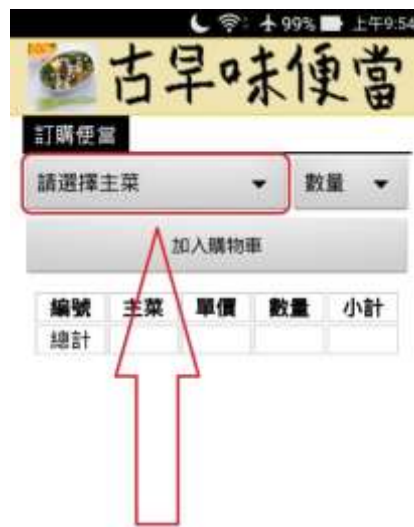 99% 上午9:54
古早味便當
訂購便當
請選擇主菜 數量
加入購物車
編號 主菜 單價 數量 小計
總計